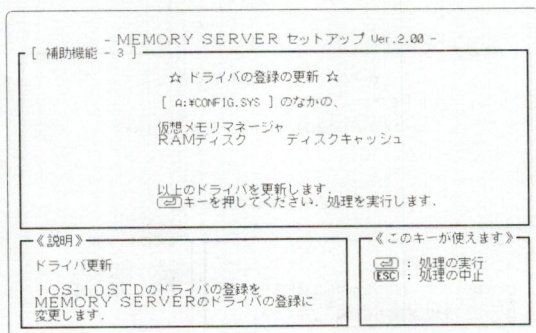 - MEMORY SERVER セットアップ Ver.2.00 -
[ 補助機能 - 3 ]
☆ ドライバの登録の更新 ☆
[ A:¥CONFIG.SYS ] のなかの、
仮想メモリマネージャ
RAMディスク ディスクキャッシュ
以上のドライバを更新します．
⏎キーを押してください．処理を実行します．
《説明》
ドライバ更新
IOS-10STDのドライバの登録を
MEMORY SERVERのドライバの登録に
変更します．
《このキーが使えます》
⏎ : 処理の実行
ESC : 処理の中止